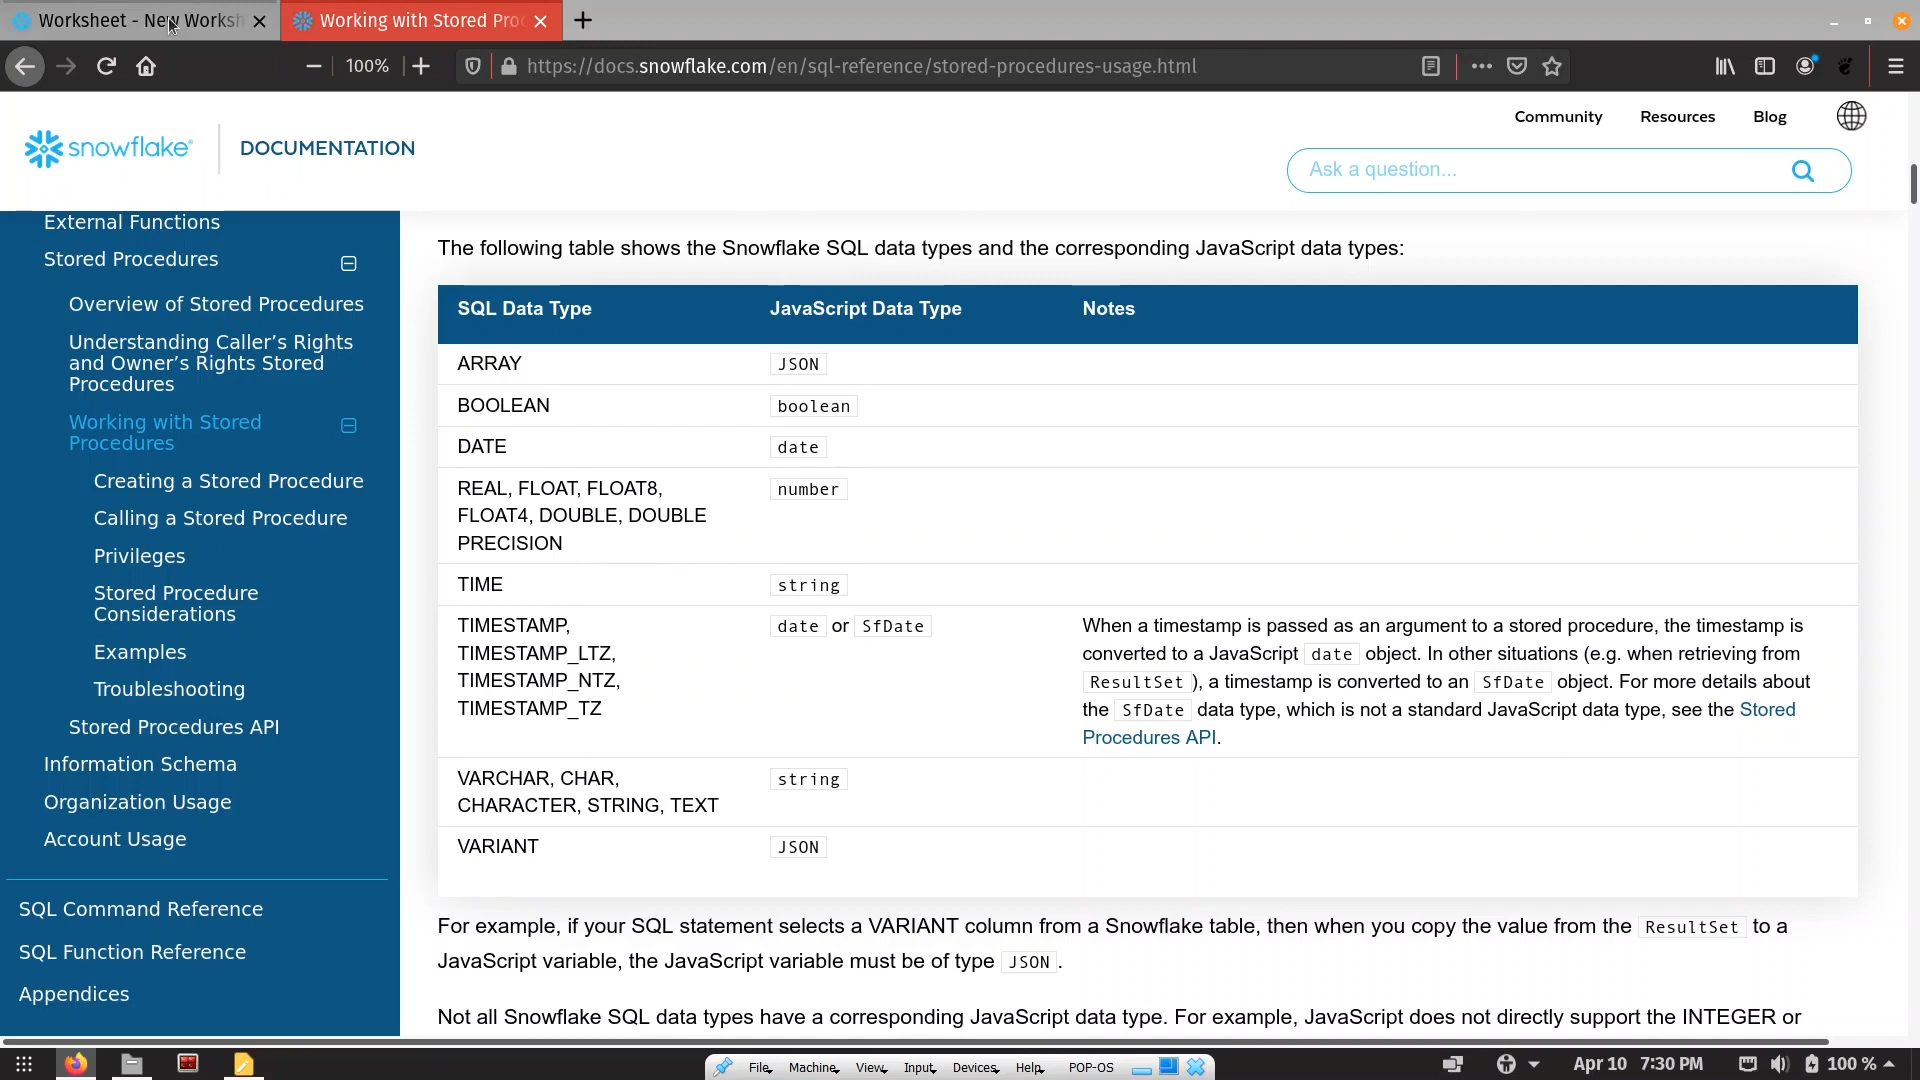 Worksheet - New Worksh
Working with Stored Proc
100%
https://docs.snowflake.com/en/sql-reference/stored-procedures-usage.html
snowflake
DOCUMENTATION
Community
Resources
Blog
Ask a question...
External Functions
Stored Procedures
Overview of Stored Procedures
Understanding Caller’s Rights
and Owner’s Rights Stored
Procedures
Working with Stored
Procedures
Creating a Stored Procedure
Calling a Stored Procedure
Privileges
Stored Procedure
Considerations
Examples
Troubleshooting
Stored Procedures API
Information Schema
Organization Usage
Account Usage
SQL Command Reference
SQL Function Reference
Appendices
The following table shows the Snowflake SQL data types and the corresponding JavaScript data types:
SQL Data Type JavaScript Data Type Notes
ARRAY JSON
BOOLEAN boolean
DATE date
REAL, FLOAT, FLOAT8, number
FLOAT4, DOUBLE, DOUBLE
PRECISION
TIME string
TIMESTAMP, date or SfDate When a timestamp is passed as an argument to a stored procedure, the timestamp is
TIMESTAMP_LTZ, converted to a JavaScript date object. In other situations (e.g. when retrieving from
TIMESTAMP_NTZ, ResultSet), a timestamp is converted to an SfDate object. For more details about
TIMESTAMP_TZ the SfDate data type, which is not a standard JavaScript data type, see the Stored
Procedures API.
VARCHAR, CHAR, string
CHARACTER, STRING, TEXT
VARIANT JSON
For example, if your SQL statement selects a VARIANT column from a Snowflake table, then when you copy the value from the ResultSet to a
JavaScript variable, the JavaScript variable must be of type JSON.
Not all Snowflake SQL data types have a corresponding JavaScript data type. For example, JavaScript does not directly support the INTEGER or
File Machine View Input Devices Help POP-OS
Apr 10 7:30 PM
100 %